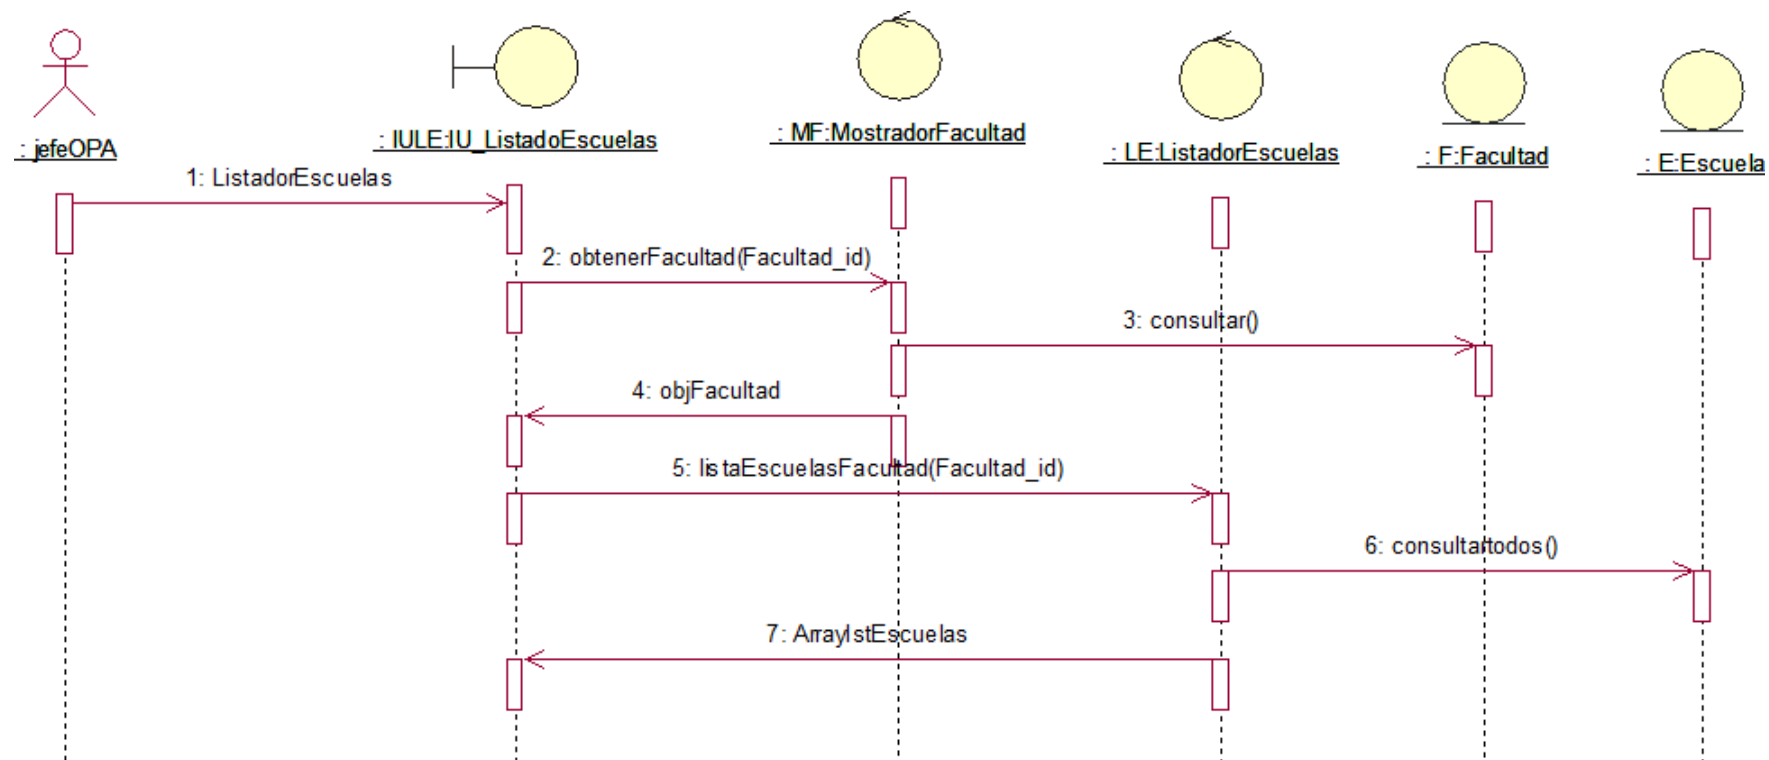 : jefeOPA
: IULE:IU_ListadoEscuelas
: MF:MostradorFacultad
: LE:ListadorEscuelas
: F:Facultad
: E:Escuela
1: ListadorEscuelas
2: obtenerFacultad(Facultad_id)
3: consultar()
4: objFacultad
5: listaEscuelasFacultad(Facultad_id)
6: consultartodos()
7: ArraylstEscuelas